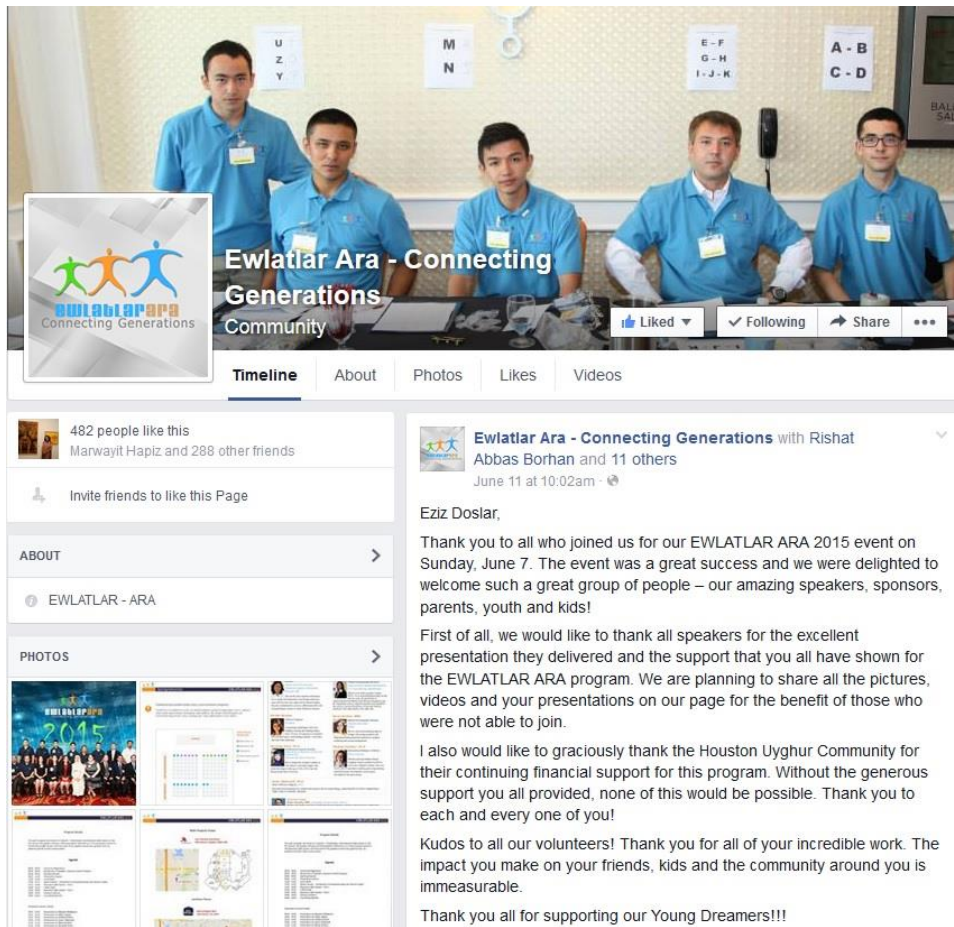 U
Z
Y
M
N
E - F
G - H
I - J - K
A - B
C - D
Ewlatlar Ara - Connecting
Generations
Community
ewlatlarara
Connecting Generations
Liked
Following
Share
Timeline
About
Photos
Likes
Videos
482 people like this
Marwayit Hapiz and 288 other friends
Invite friends to like this Page
ABOUT
EWLATLAR - ARA
PHOTOS
ewlatlarara
2015
Ewlatlar Ara - Connecting Generations with Rishat
Abbas Borhan and 11 others
June 11 at 10:02am ·
Eziz Doslar,
Thank you to all who joined us for our EWLATLAR ARA 2015 event on
Sunday, June 7. The event was a great success and we were delighted to
welcome such a great group of people – our amazing speakers, sponsors,
parents, youth and kids!
First of all, we would like to thank all speakers for the excellent
presentation they delivered and the support that you all have shown for
the EWLATLAR ARA program. We are planning to share all the pictures,
videos and your presentations on our page for the benefit of those who
were not able to join.
I also would like to graciously thank the Houston Uyghur Community for
their continuing financial support for this program. Without the generous
support you all provided, none of this would be possible. Thank you to
each and every one of you!
Kudos to all our volunteers! Thank you for all of your incredible work. The
impact you make on your friends, kids and the community around you is
immeasurable.
Thank you all for supporting our Young Dreamers!!!